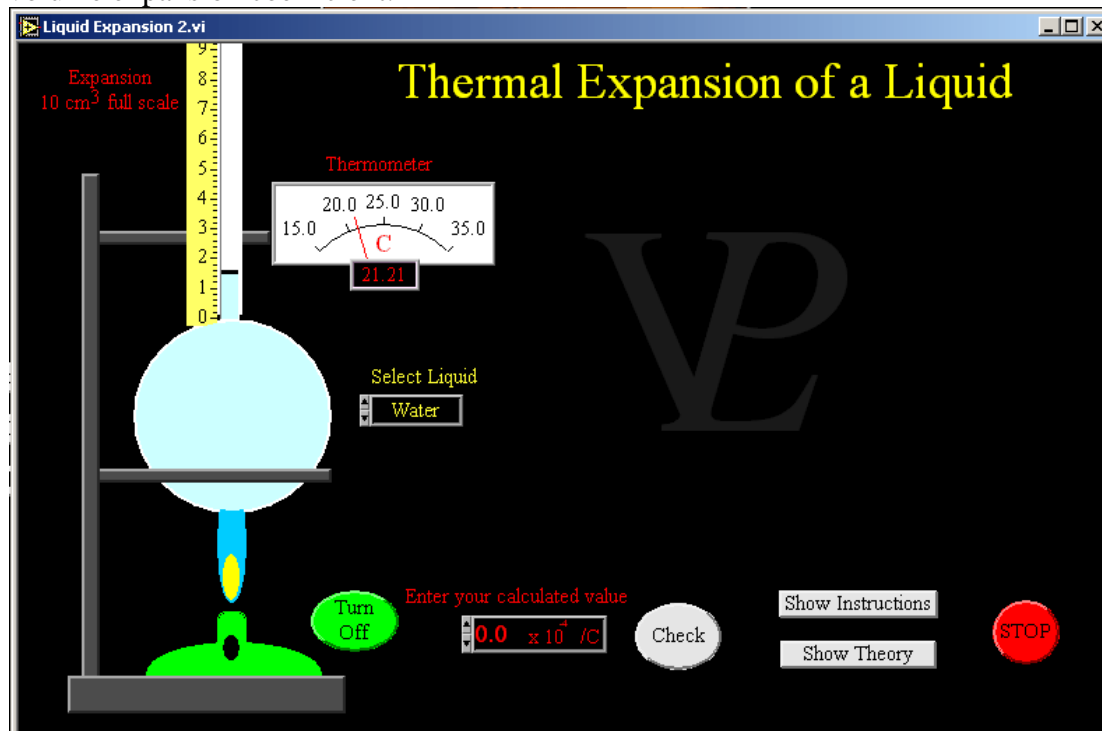 Liquid Expansion 2.vi
Thermal Expansion of a Liquid
Expansion
10 cm3 full scale
9
8
7
6
5
4
3
2
1
0
Thermometer
15.0 20.0 25.0 30.0 35.0
C
21.21
VPL
Select Liquid
Water
Turn
Off
Enter your calculated value
0.0 x 10-4 /C
Check
Show Instructions
Show Theory
STOP